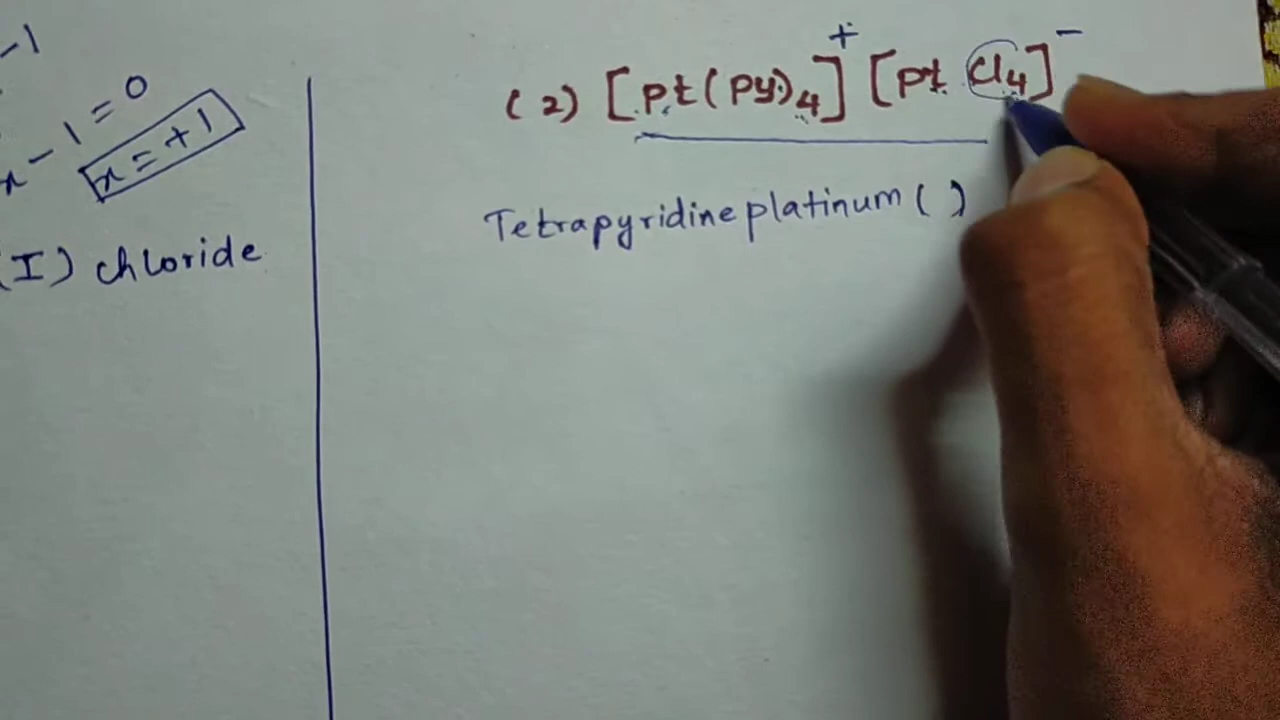 -1
x - 1 = 0
x = +1
(I) chloride
(2) [pt(py)4]+ [pt Cl4]-
Tetrapyridineplatinum ( )